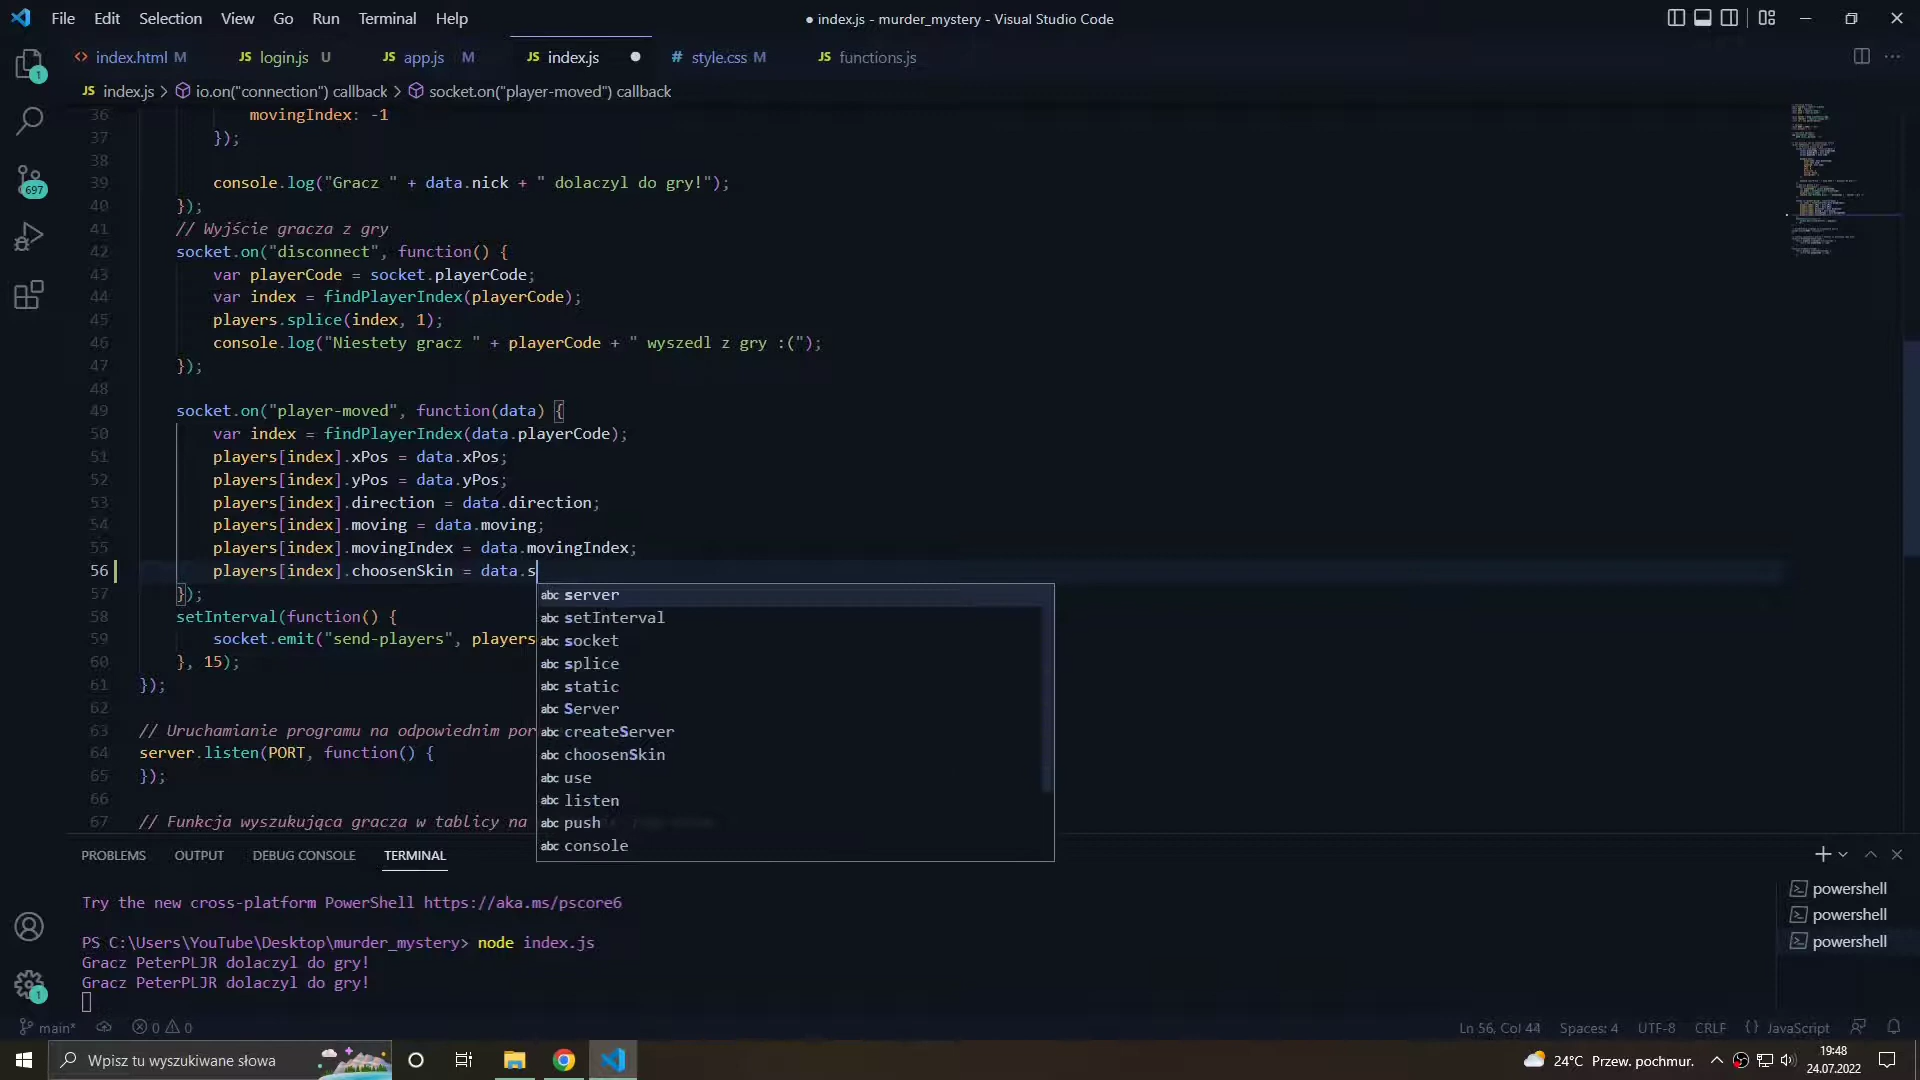 File Edit Selection View Go Run Terminal Help
● index.js - murder_mystery - Visual Studio Code
<> index.html M
JS login.js U
JS app.js M
JS index.js ●
# style.css M
JS functions.js
JS index.js > io.on("connection") callback > socket.on("player-moved") callback
36 movingIndex: -1
37 });
38
39 console.log("Gracz " + data.nick + " dolaczyl do gry!");
40 });
41 // Wyjście gracza z gry
42 socket.on("disconnect", function() {
43 var playerCode = socket.playerCode;
44 var index = findPlayerIndex(playerCode);
45 players.splice(index, 1);
46 console.log("Niestety gracz " + playerCode + " wyszedl z gry :(");
47 });
48
49 socket.on("player-moved", function(data) {
50 var index = findPlayerIndex(data.playerCode);
51 players[index].xPos = data.xPos;
52 players[index].yPos = data.yPos;
53 players[index].direction = data.direction;
54 players[index].moving = data.moving;
55 players[index].movingIndex = data.movingIndex;
56 players[index].choosenSkin = data.s
57 });
58 setInterval(function() {
59 socket.emit("send-players", players
60 }, 15);
61 });
62
63 // Uruchamianie programu na odpowiednim por
64 server.listen(PORT, function() {
65 });
66
67 // Funkcja wyszukująca gracza w tablicy na
abc server
abc setInterval
abc socket
abc splice
abc static
abc Server
abc createServer
abc choosenSkin
abc use
abc listen
abc push
abc console
PROBLEMS OUTPUT DEBUG CONSOLE TERMINAL
Try the new cross-platform PowerShell https://aka.ms/pscore6
PS C:\Users\YouTube\Desktop\murder_mystery> node index.js
Gracz PeterPLJR dolaczyl do gry!
Gracz PeterPLJR dolaczyl do gry!
powershell
powershell
powershell
1
697
1
main* 0 0
Ln 56, Col 44 Spaces: 4 UTF-8 CRLF {} JavaScript
Wpisz tu wyszukiwane słowa
24°C Przew. pochmur.
19:48
24.07.2022